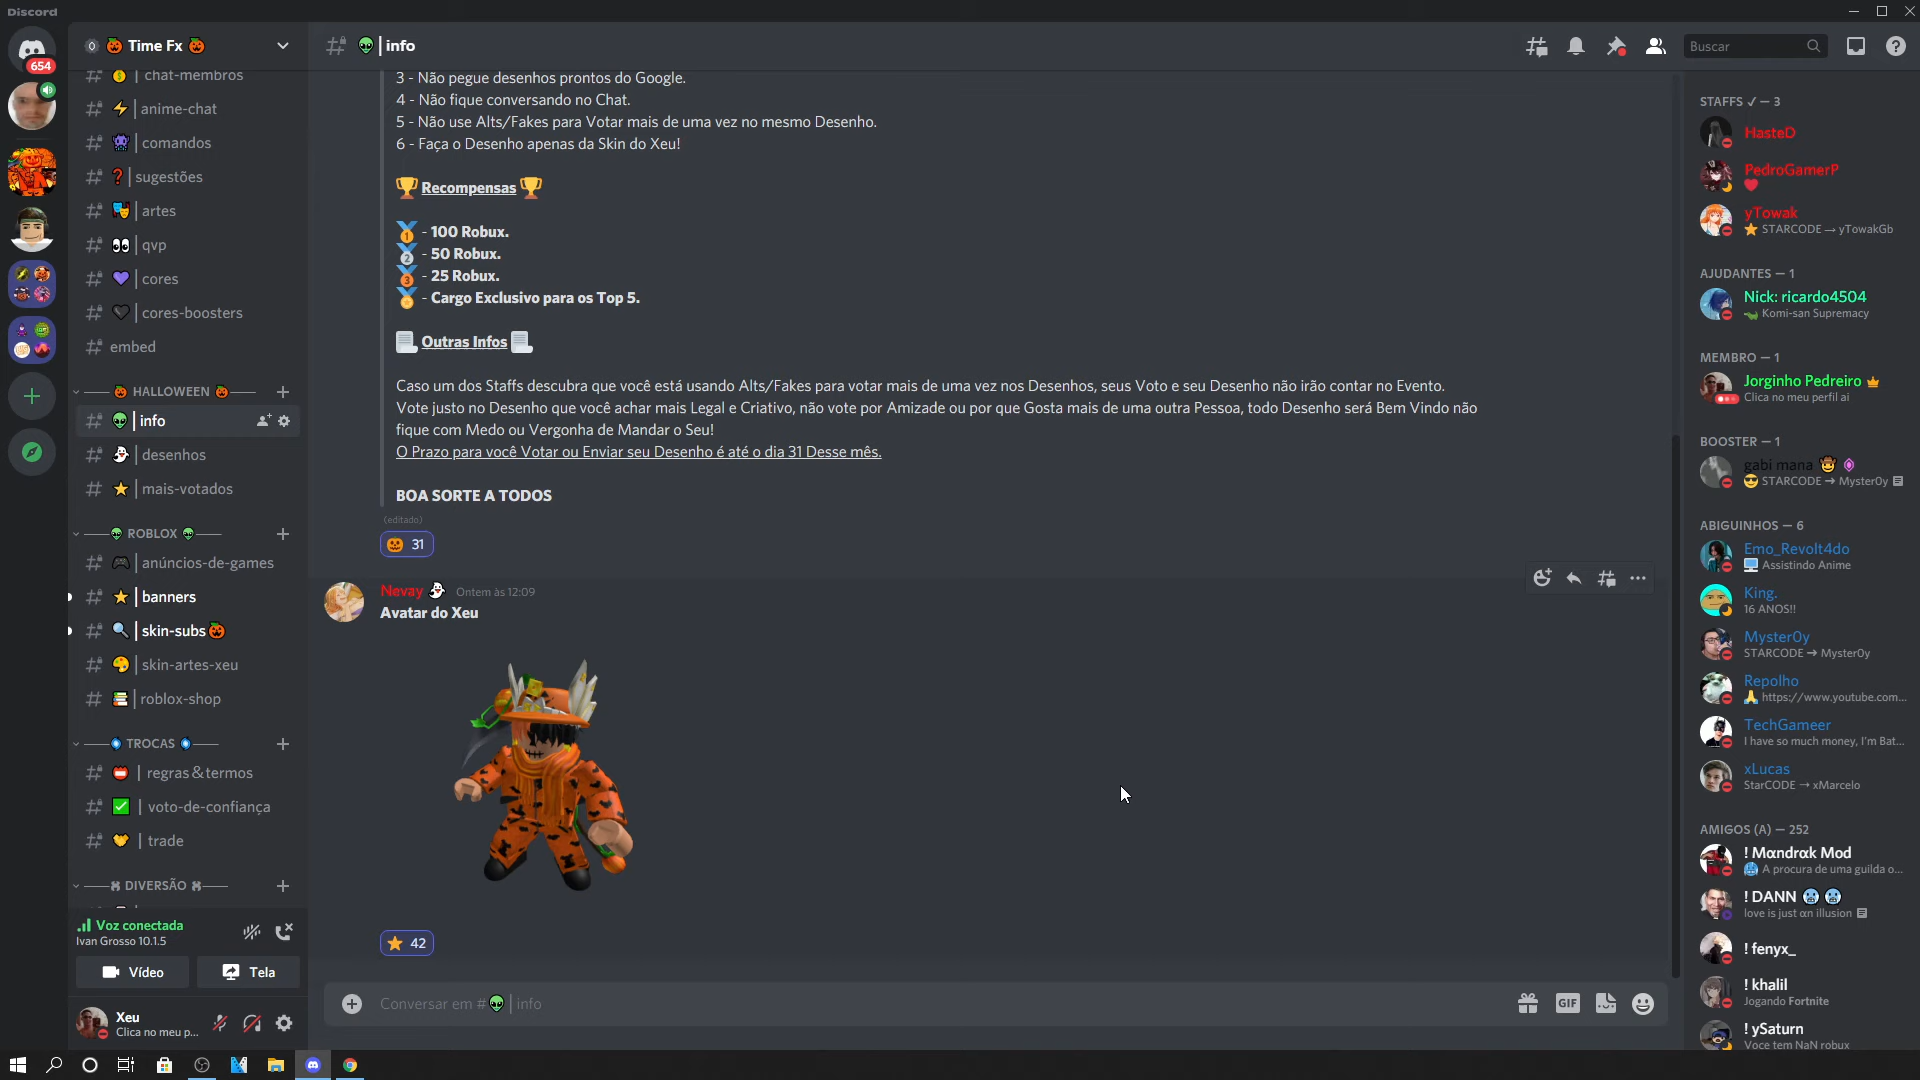 Discord
Time Fx
info
Buscar
654
chat-membros
anime-chat
comandos
sugestões
artes
qvp
cores
cores-boosters
embed
HALLOWEEN
info
desenhos
mais-votados
ROBLOX
anúncios-de-games
banners
skin-subs
skin-artes-xeu
roblox-shop
TROCAS
regras&termos
voto-de-confiança
trade
DIVERSÃO
Voz conectada
Ivan Grosso 10.1.5
Vídeo
Tela
Xeu
Clica no meu p...
3 - Não pegue desenhos prontos do Google.
4 - Não fique conversando no Chat.
5 - Não use Alts/Fakes para Votar mais de uma vez no mesmo Desenho.
6 - Faça o Desenho apenas da Skin do Xeu!
Recompensas
- 100 Robux.
- 50 Robux.
- 25 Robux.
- Cargo Exclusivo para os Top 5.
Outras Infos
Caso um dos Staffs descubra que você está usando Alts/Fakes para votar mais de uma vez nos Desenhos, seus Voto e seu Desenho não irão contar no Evento.
Vote justo no Desenho que você achar mais Legal e Criativo, não vote por Amizade ou por que Gosta mais de uma outra Pessoa, todo Desenho será Bem Vindo não
fique com Medo ou Vergonha de Mandar o Seu!
O Prazo para você Votar ou Enviar seu Desenho é até o dia 31 Desse mês.
BOA SORTE A TODOS
(editado)
31
Nevay Ontem às 12:09
Avatar do Xeu
42
Conversar em # | info
GIF
STAFFS ✓ — 3
HasteD
PedroGamerP
yTowak
STARCODE → yTowakGb
AJUDANTES — 1
Nick: ricardo4504
Komi-san Supremacy
MEMBRO — 1
Jorginho Pedreiro
Clica no meu perfil ai
BOOSTER — 1
gabi mana
STARCODE → Myster0y
ABIGUINHOS — 6
Emo_Revolt4do
Assistindo Anime
King.
16 ANOS!!
Myster0y
STARCODE → Myster0y
Repolho
https://www.youtube.com...
TechGameer
I have so much money, I'm Bat...
xLucas
StarCODE → xMarcelo
AMIGOS (A) — 252
! Mαndrαk Mod
A procura de uma guilda o...
! DANN
love is just αn illusion
! fenyx_
! khalil
Jogando Fortnite
! ySaturn
Voce tem NaN robux